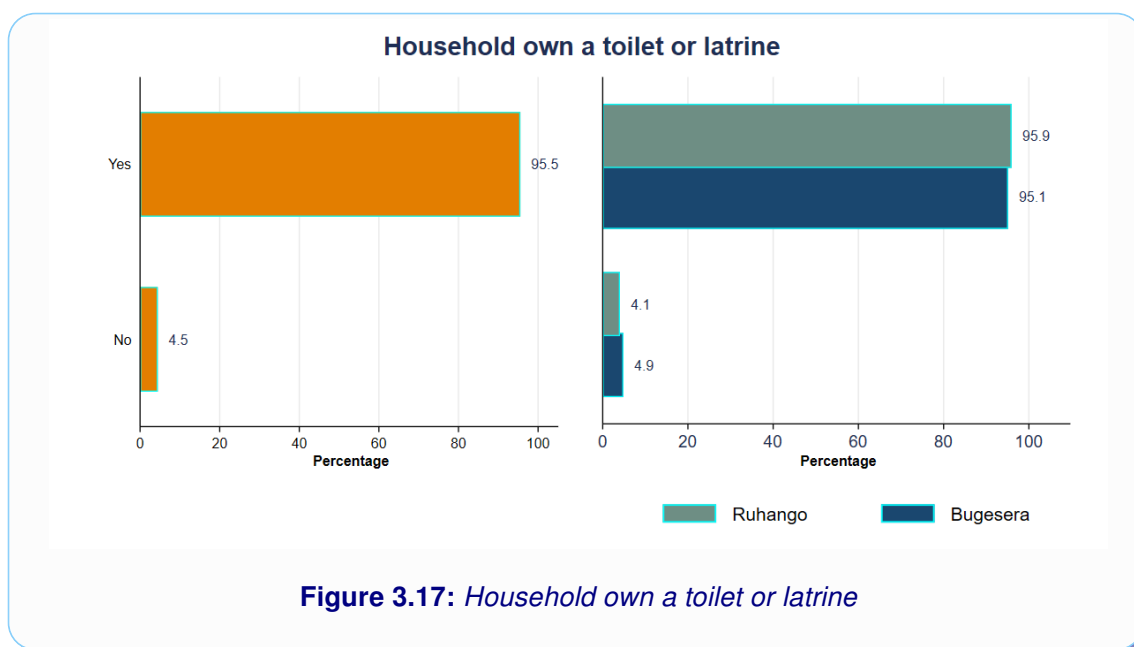 Household own a toilet or latrine
Yes
95.5
No
4.5
0 20 40 60 80 100
Percentage
95.9
95.1
4.1
4.9
0 20 40 60 80 100
Percentage
Ruhango Bugesera
Figure 3.17: Household own a toilet or latrine